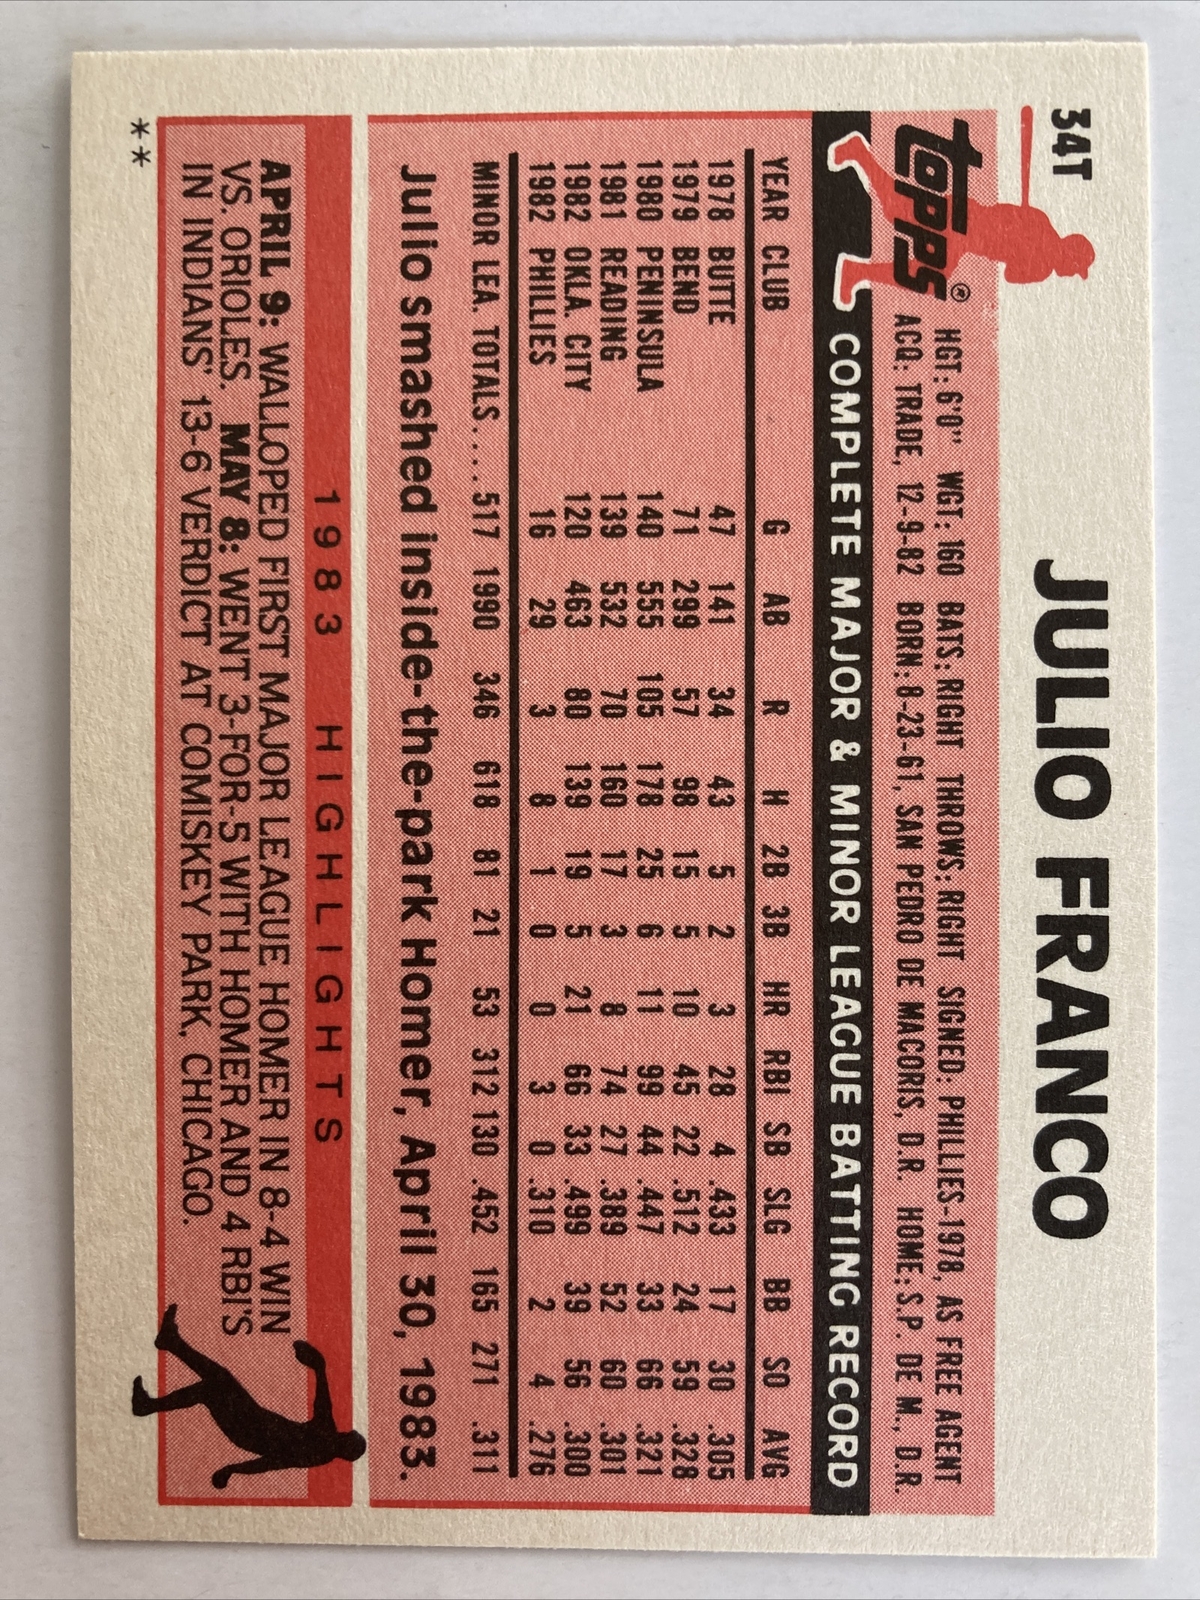 34T
JULIO FRANCO
Topps®
HGT: 6'0" WGT: 160 BATS: RIGHT THROWS: RIGHT SIGNED: PHILLIES-1978, AS FREE AGENT
ACQ: TRADE, 12-9-82 BORN: 8-23-61, SAN PEDRO DE MACORIS, D.R. HOME: S.P. DE M., D.R.
COMPLETE MAJOR & MINOR LEAGUE BATTING RECORD
YEAR CLUB G AB R H 2B 3B HR RBI SB SLG BB SO AVG
1978 BUTTE 47 141 34 43 5 2 3 28 4 .433 17 30 .305
1979 BEND 71 299 57 98 15 5 10 45 22 .512 24 59 .328
1980 PENINSULA 140 555 105 178 25 6 11 99 44 .447 33 66 .321
1981 READING 139 532 70 160 17 3 8 74 27 .389 52 60 .301
1982 OKLA. CITY 120 463 80 139 19 5 21 66 33 .499 39 56 .300
1982 PHILLIES 16 29 3 8 1 0 0 3 0 .310 2 4 .276
MINOR LEA. TOTALS.... 517 1990 346 618 81 21 53 312 130 .452 165 271 .311
Julio smashed inside-the-park Homer, April 30, 1983.
1983 HIGHLIGHTS
APRIL 9: WALLOPED FIRST MAJOR LEAGUE HOMER IN 8-4 WIN
VS. ORIOLES. MAY 8: WENT 3-FOR-5 WITH HOMER AND 4 RBI'S
IN INDIANS' 13-6 VERDICT AT COMISKEY PARK, CHICAGO.
**